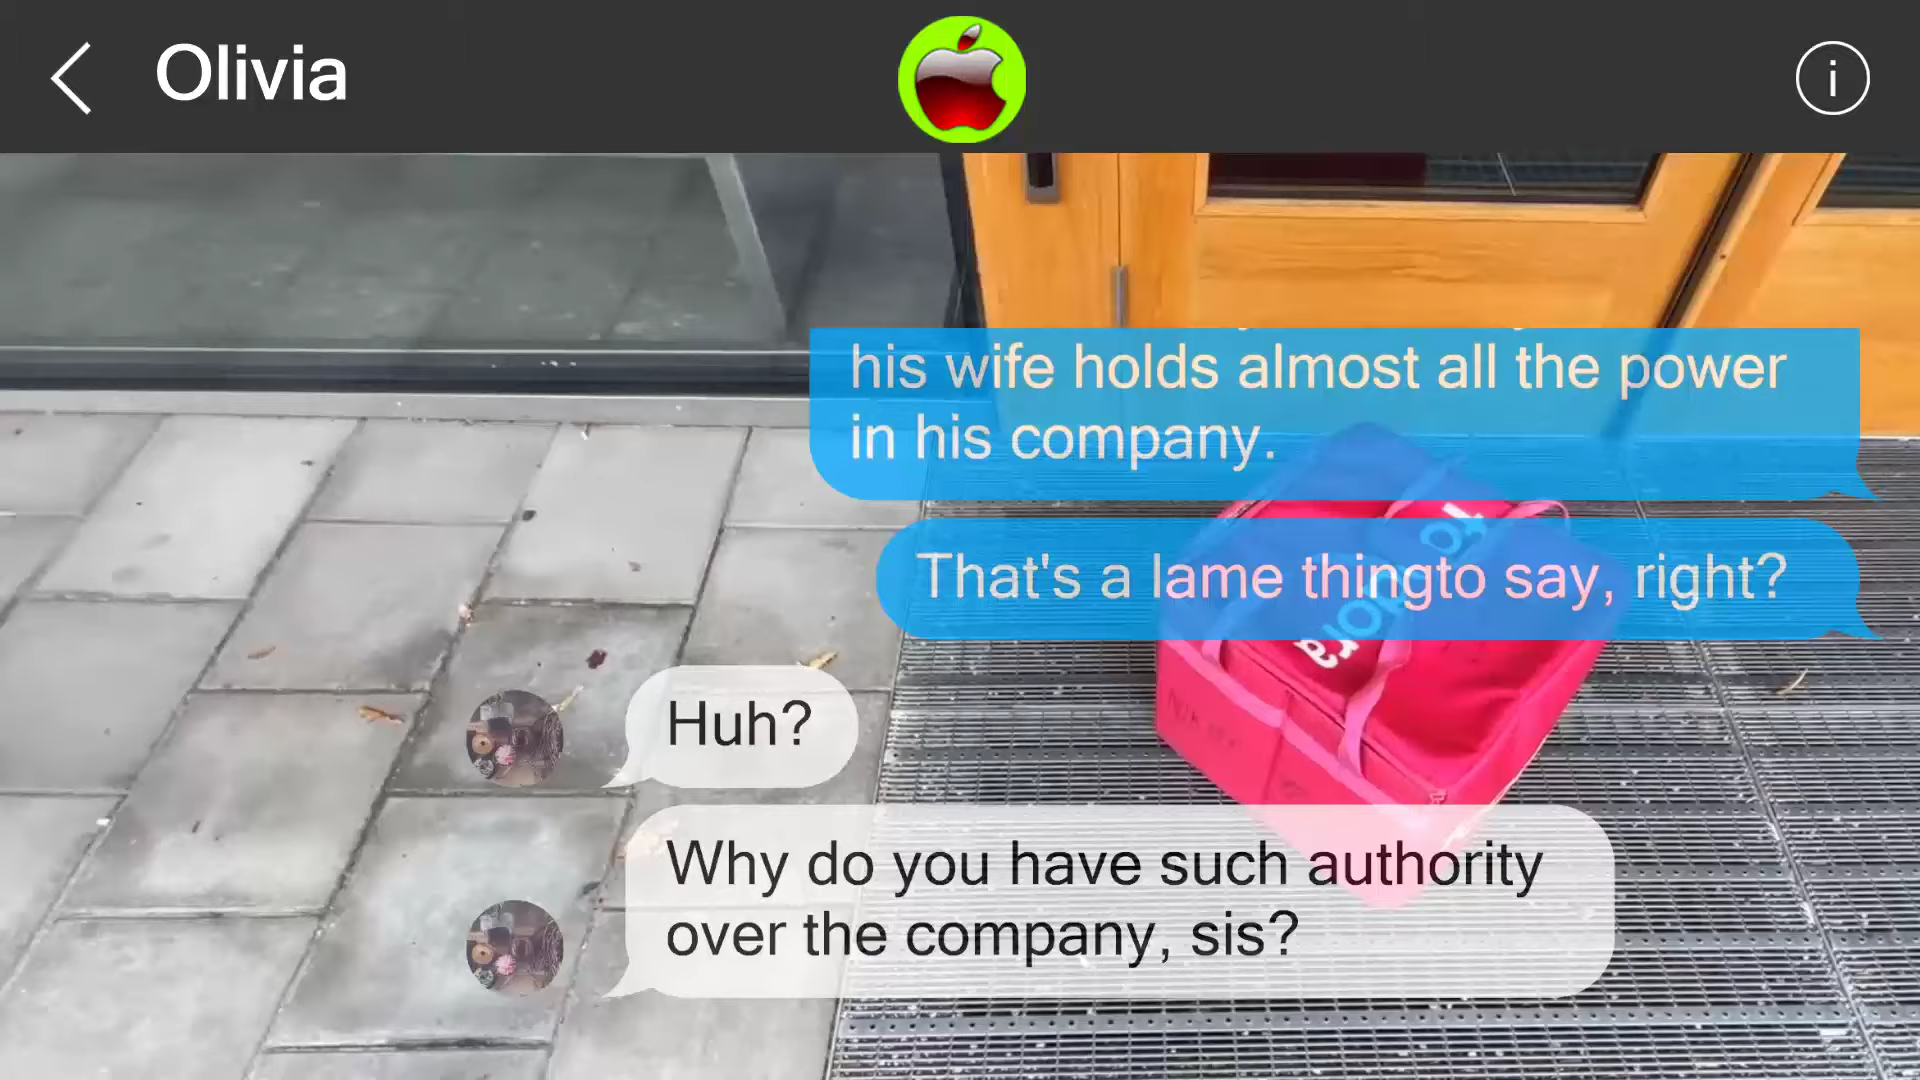 Olivia
i
his wife holds almost all the power
in his company.
That's a lame thingto say, right?
Huh?
Why do you have such authority
over the company, sis?